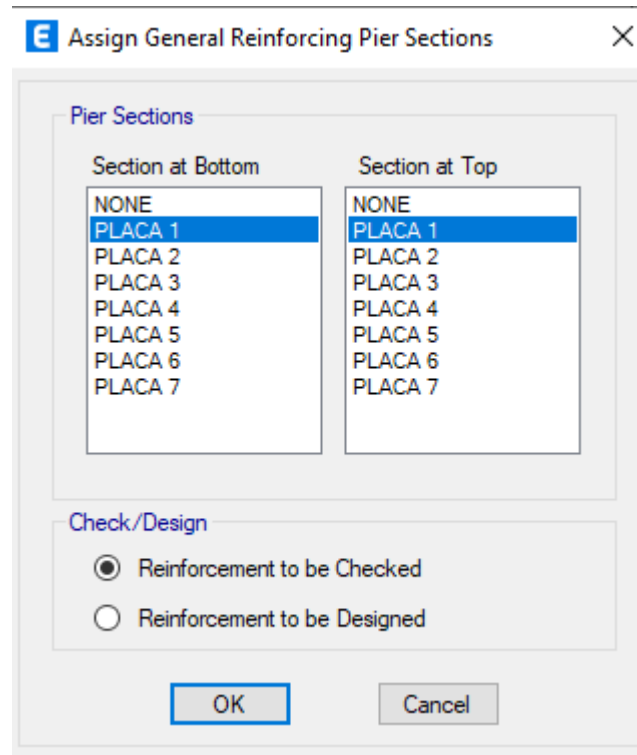 E Assign General Reinforcing Pier Sections
Pier Sections
Section at Bottom
NONE
PLACA 1
PLACA 2
PLACA 3
PLACA 4
PLACA 5
PLACA 6
PLACA 7
Section at Top
NONE
PLACA 1
PLACA 2
PLACA 3
PLACA 4
PLACA 5
PLACA 6
PLACA 7
Check/Design
Reinforcement to be Checked
Reinforcement to be Designed
OK
Cancel